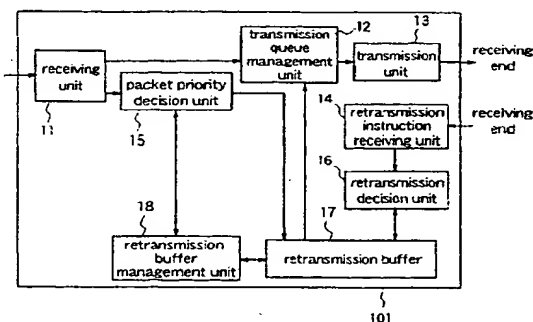 12
13
transmission
queue
management
unit
transmission
unit
receiving
end
receiving
unit
11
packet priority
decision unit
15
14
retransmission
instruction
receiving unit
receiving
end
16
retransmission
decision unit
18
retransmission
buffer
management unit
17
retransmission buffer
101